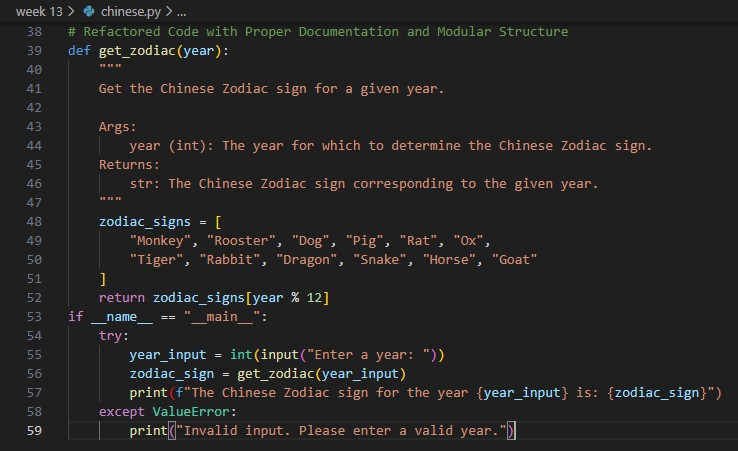 week 13 > chinese.py > ...
38 # Refactored Code with Proper Documentation and Modular Structure
39 def get_zodiac(year):
40     """
41     Get the Chinese Zodiac sign for a given year.
42
43     Args:
44         year (int): The year for which to determine the Chinese Zodiac sign.
45     Returns:
46         str: The Chinese Zodiac sign corresponding to the given year.
47     """
48     zodiac_signs = [
49         "Monkey", "Rooster", "Dog", "Pig", "Rat", "Ox",
50         "Tiger", "Rabbit", "Dragon", "Snake", "Horse", "Goat"
51     ]
52     return zodiac_signs[year % 12]
53 if __name__ == "__main__":
54     try:
55         year_input = int(input("Enter a year: "))
56         zodiac_sign = get_zodiac(year_input)
57         print(f"The Chinese Zodiac sign for the year {year_input} is: {zodiac_sign}")
58     except ValueError:
59         print("Invalid input. Please enter a valid year.")